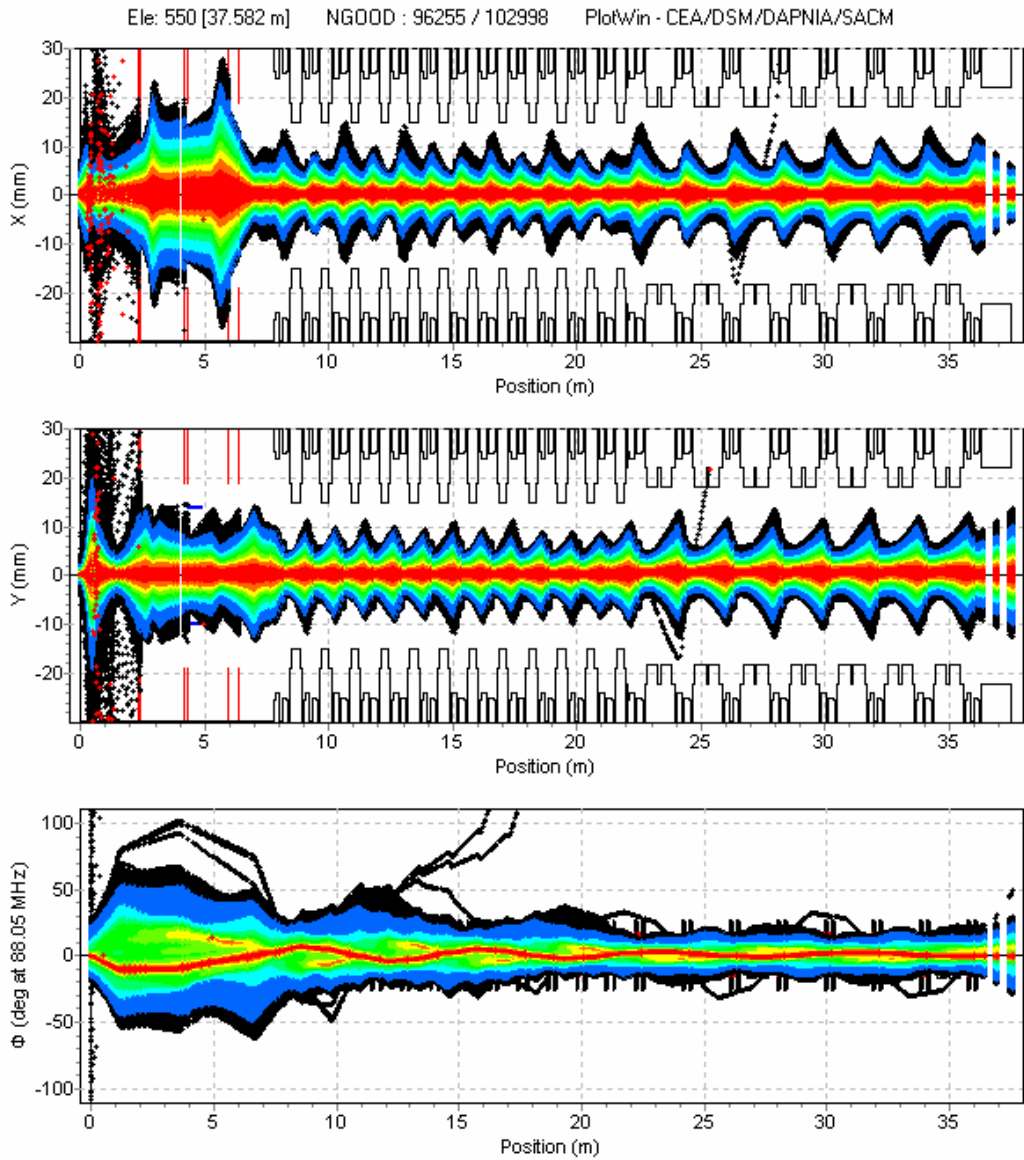 Ele: 550 [37.582 m] NGOOD : 96255 / 102998 PlotWin - CEA/DSM/DAPNIA/SACM
30
20
10
0
-10
-20
X (mm)
0 5 10 15 20 25 30 35
Position (m)
30
20
10
0
-10
-20
Y (mm)
0 5 10 15 20 25 30 35
Position (m)
100
50
0
-50
-100
Φ (deg at 88.05 MHz)
0 5 10 15 20 25 30 35
Position (m)